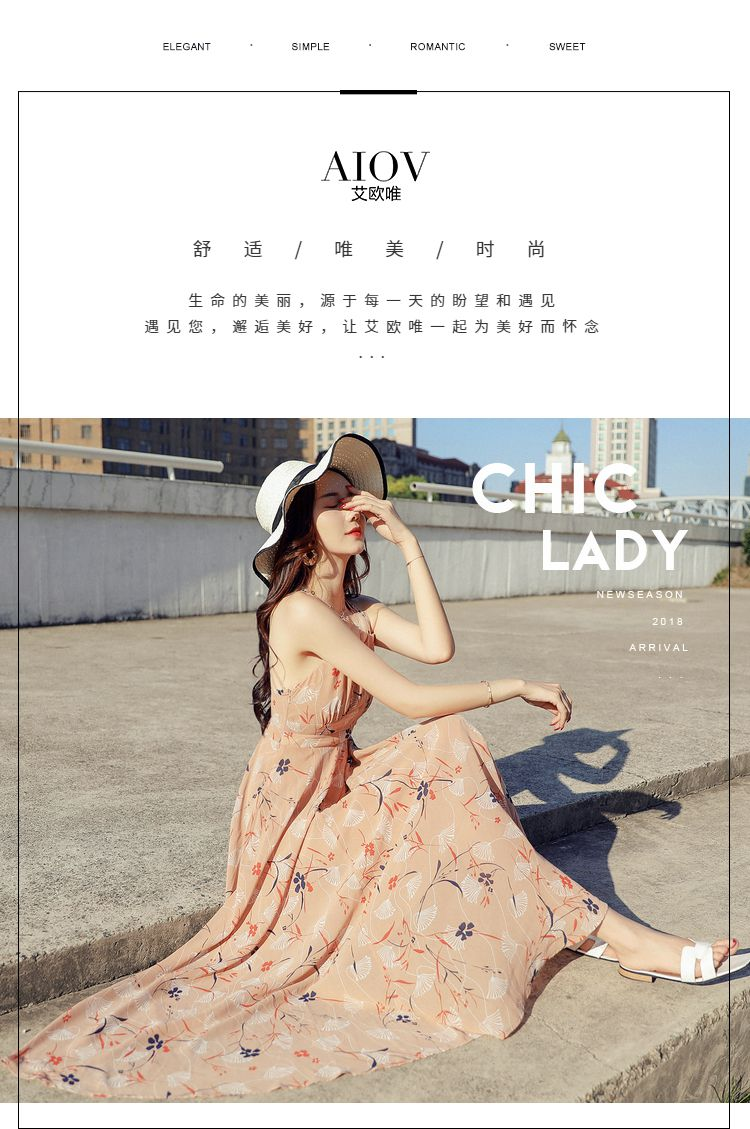 ELEGANT · SIMPLE · ROMANTIC · SWEET
AIOV
艾欧唯
舒 适 / 唯 美 / 时 尚
生命的美丽，源于每一天的盼望和遇见
遇见您，邂逅美好，让艾欧唯一起为美好而怀念
...
CHIC
LADY
NEWSEASON
2018
ARRIVAL
...